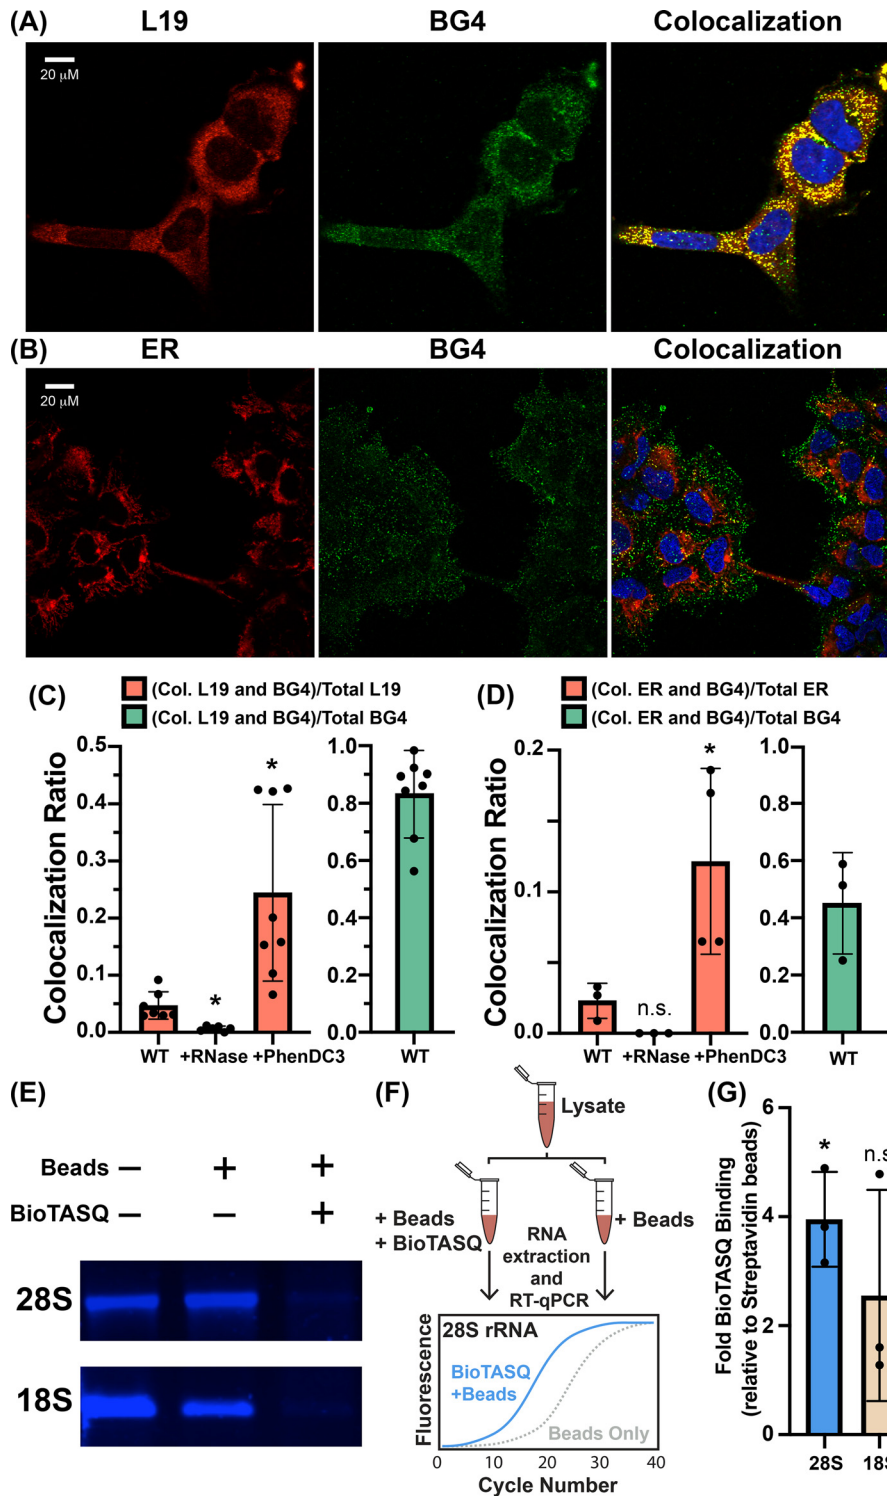 (A) L19 BG4 Colocalization
20 µM
(B) ER BG4 Colocalization
20 µM
(C)
(Col. L19 and BG4)/Total L19
(Col. L19 and BG4)/Total BG4
Colocalization Ratio
0.5
0.4
0.3
0.2
0.1
0.0
*
*
WT +RNase +PhenDC3
1.0
0.8
0.6
0.4
0.2
0.0
WT
(D)
(Col. ER and BG4)/Total ER
(Col. ER and BG4)/Total BG4
Colocalization Ratio
0.2
0.1
0.0
n.s.
*
WT +RNase +PhenDC3
1.0
0.8
0.6
0.4
0.2
0.0
WT
(E)
Beads — + +
BioTASQ — — +
28S
18S
(F)
Lysate
+ Beads
+ BioTASQ
+ Beads
RNA
extraction
and
RT-qPCR
Fluorescence
28S rRNA
BioTASQ
+Beads
Beads Only
0 10 20 30 40
Cycle Number
(G)
Fold BioTASQ Binding
(relative to Streptavidin beads)
6
4
2
0
*
n.s
28S 18S